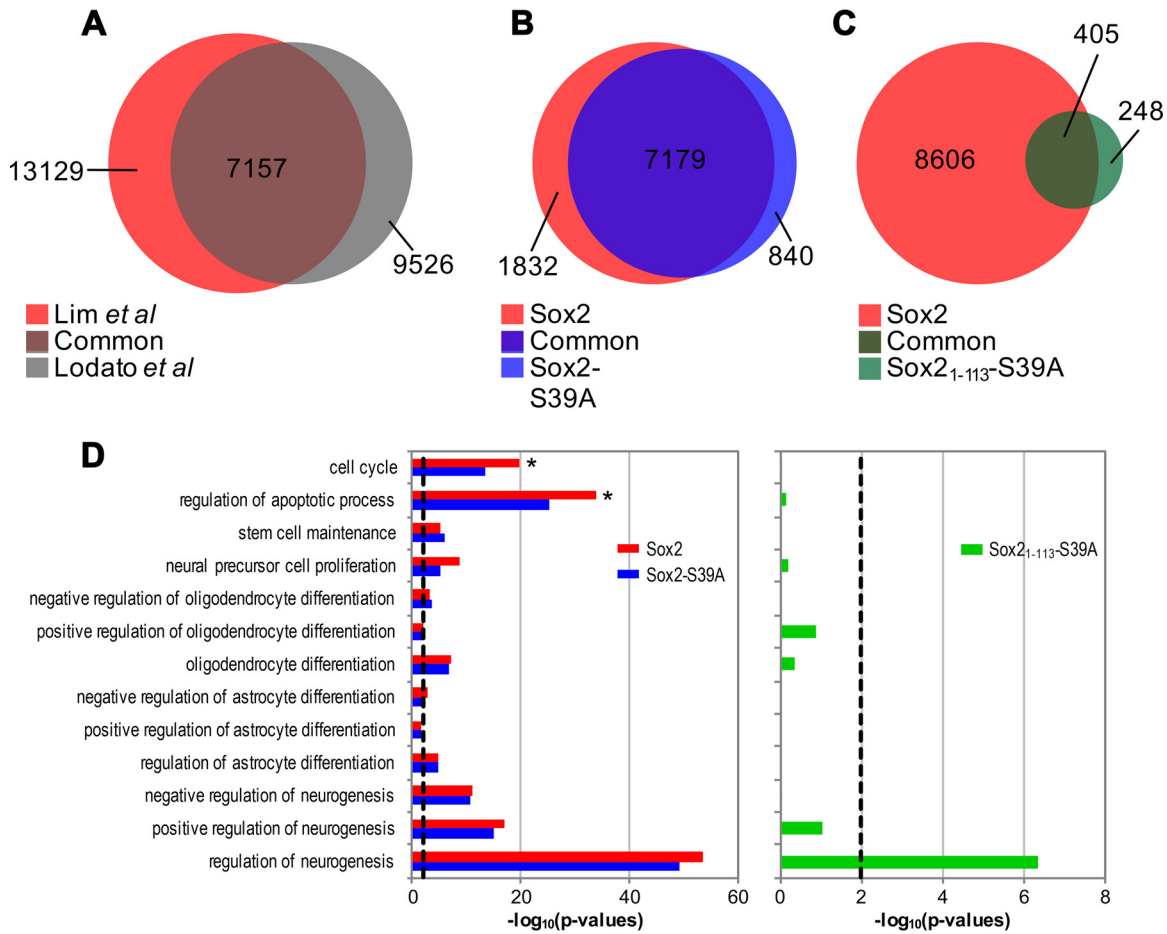 A
13129
7157
9526
Lim et al
Common
Lodato et al
B
7179
1832
840
Sox2
Common
Sox2-
S39A
C
405
248
8606
Sox2
Common
Sox2₁₋₁₁₃-S39A
D
cell cycle
regulation of apoptotic process
stem cell maintenance
neural precursor cell proliferation
negative regulation of oligodendrocyte differentiation
positive regulation of oligodendrocyte differentiation
oligodendrocyte differentiation
negative regulation of astrocyte differentiation
positive regulation of astrocyte differentiation
regulation of astrocyte differentiation
negative regulation of neurogenesis
positive regulation of neurogenesis
regulation of neurogenesis
*
*
Sox2
Sox2-S39A
0 20 40 60
-log₁₀(p-values)
Sox2₁₋₁₁₃-S39A
0 2 4 6 8
-log₁₀(p-values)